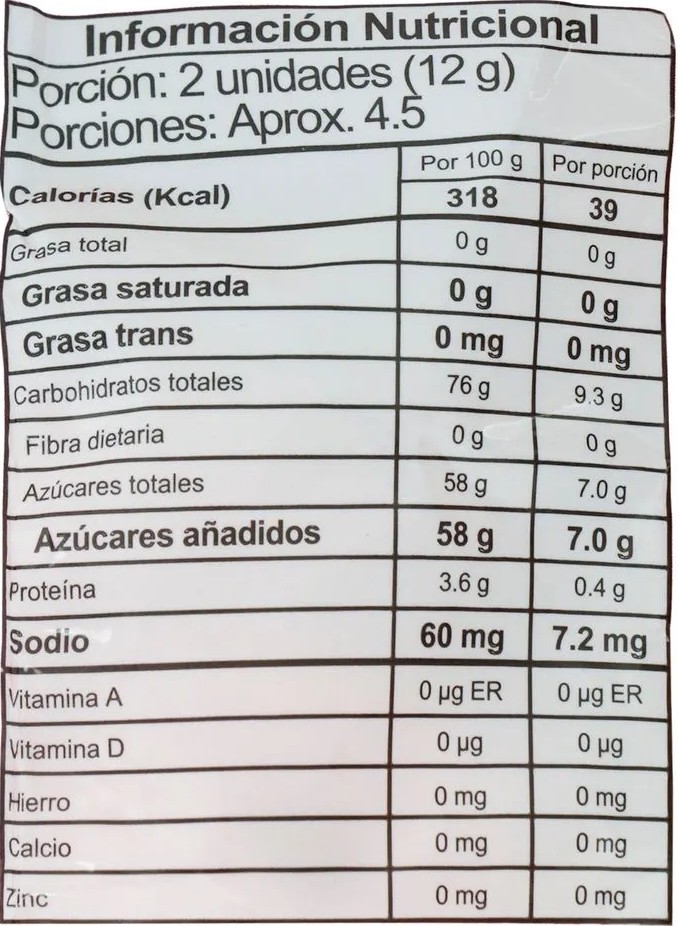 Información Nutricional
Porción: 2 unidades (12 g)
Porciones: Aprox. 4.5
Por 100 g Por porción
Calorías (Kcal) 318 39
Grasa total 0 g 0 g
Grasa saturada 0 g 0 g
Grasa trans 0 mg 0 mg
Carbohidratos totales 76 g 9.3 g
Fibra dietaria 0 g 0 g
Azúcares totales 58 g 7.0 g
Azúcares añadidos 58 g 7.0 g
Proteína 3.6 g 0.4 g
Sodio 60 mg 7.2 mg
Vitamina A 0 µg ER 0 µg ER
Vitamina D 0 µg 0 µg
Hierro 0 mg 0 mg
Calcio 0 mg 0 mg
Zinc 0 mg 0 mg